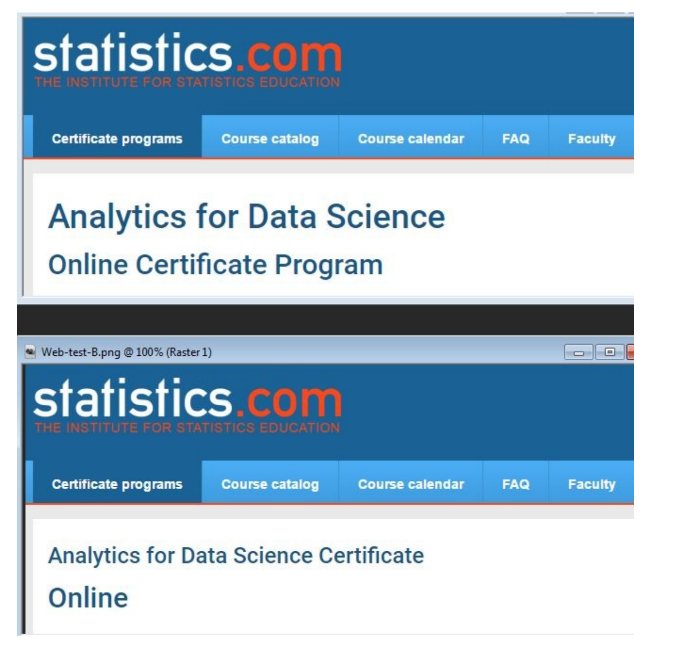 statistics.com
THE INSTITUTE FOR STATISTICS EDUCATION
Certificate programs Course catalog Course calendar FAQ Faculty
Analytics for Data Science
Online Certificate Program
Web-test-B.png @ 100% (Raster 1)
statistics.com
THE INSTITUTE FOR STATISTICS EDUCATION
Certificate programs Course catalog Course calendar FAQ Faculty
Analytics for Data Science Certificate
Online